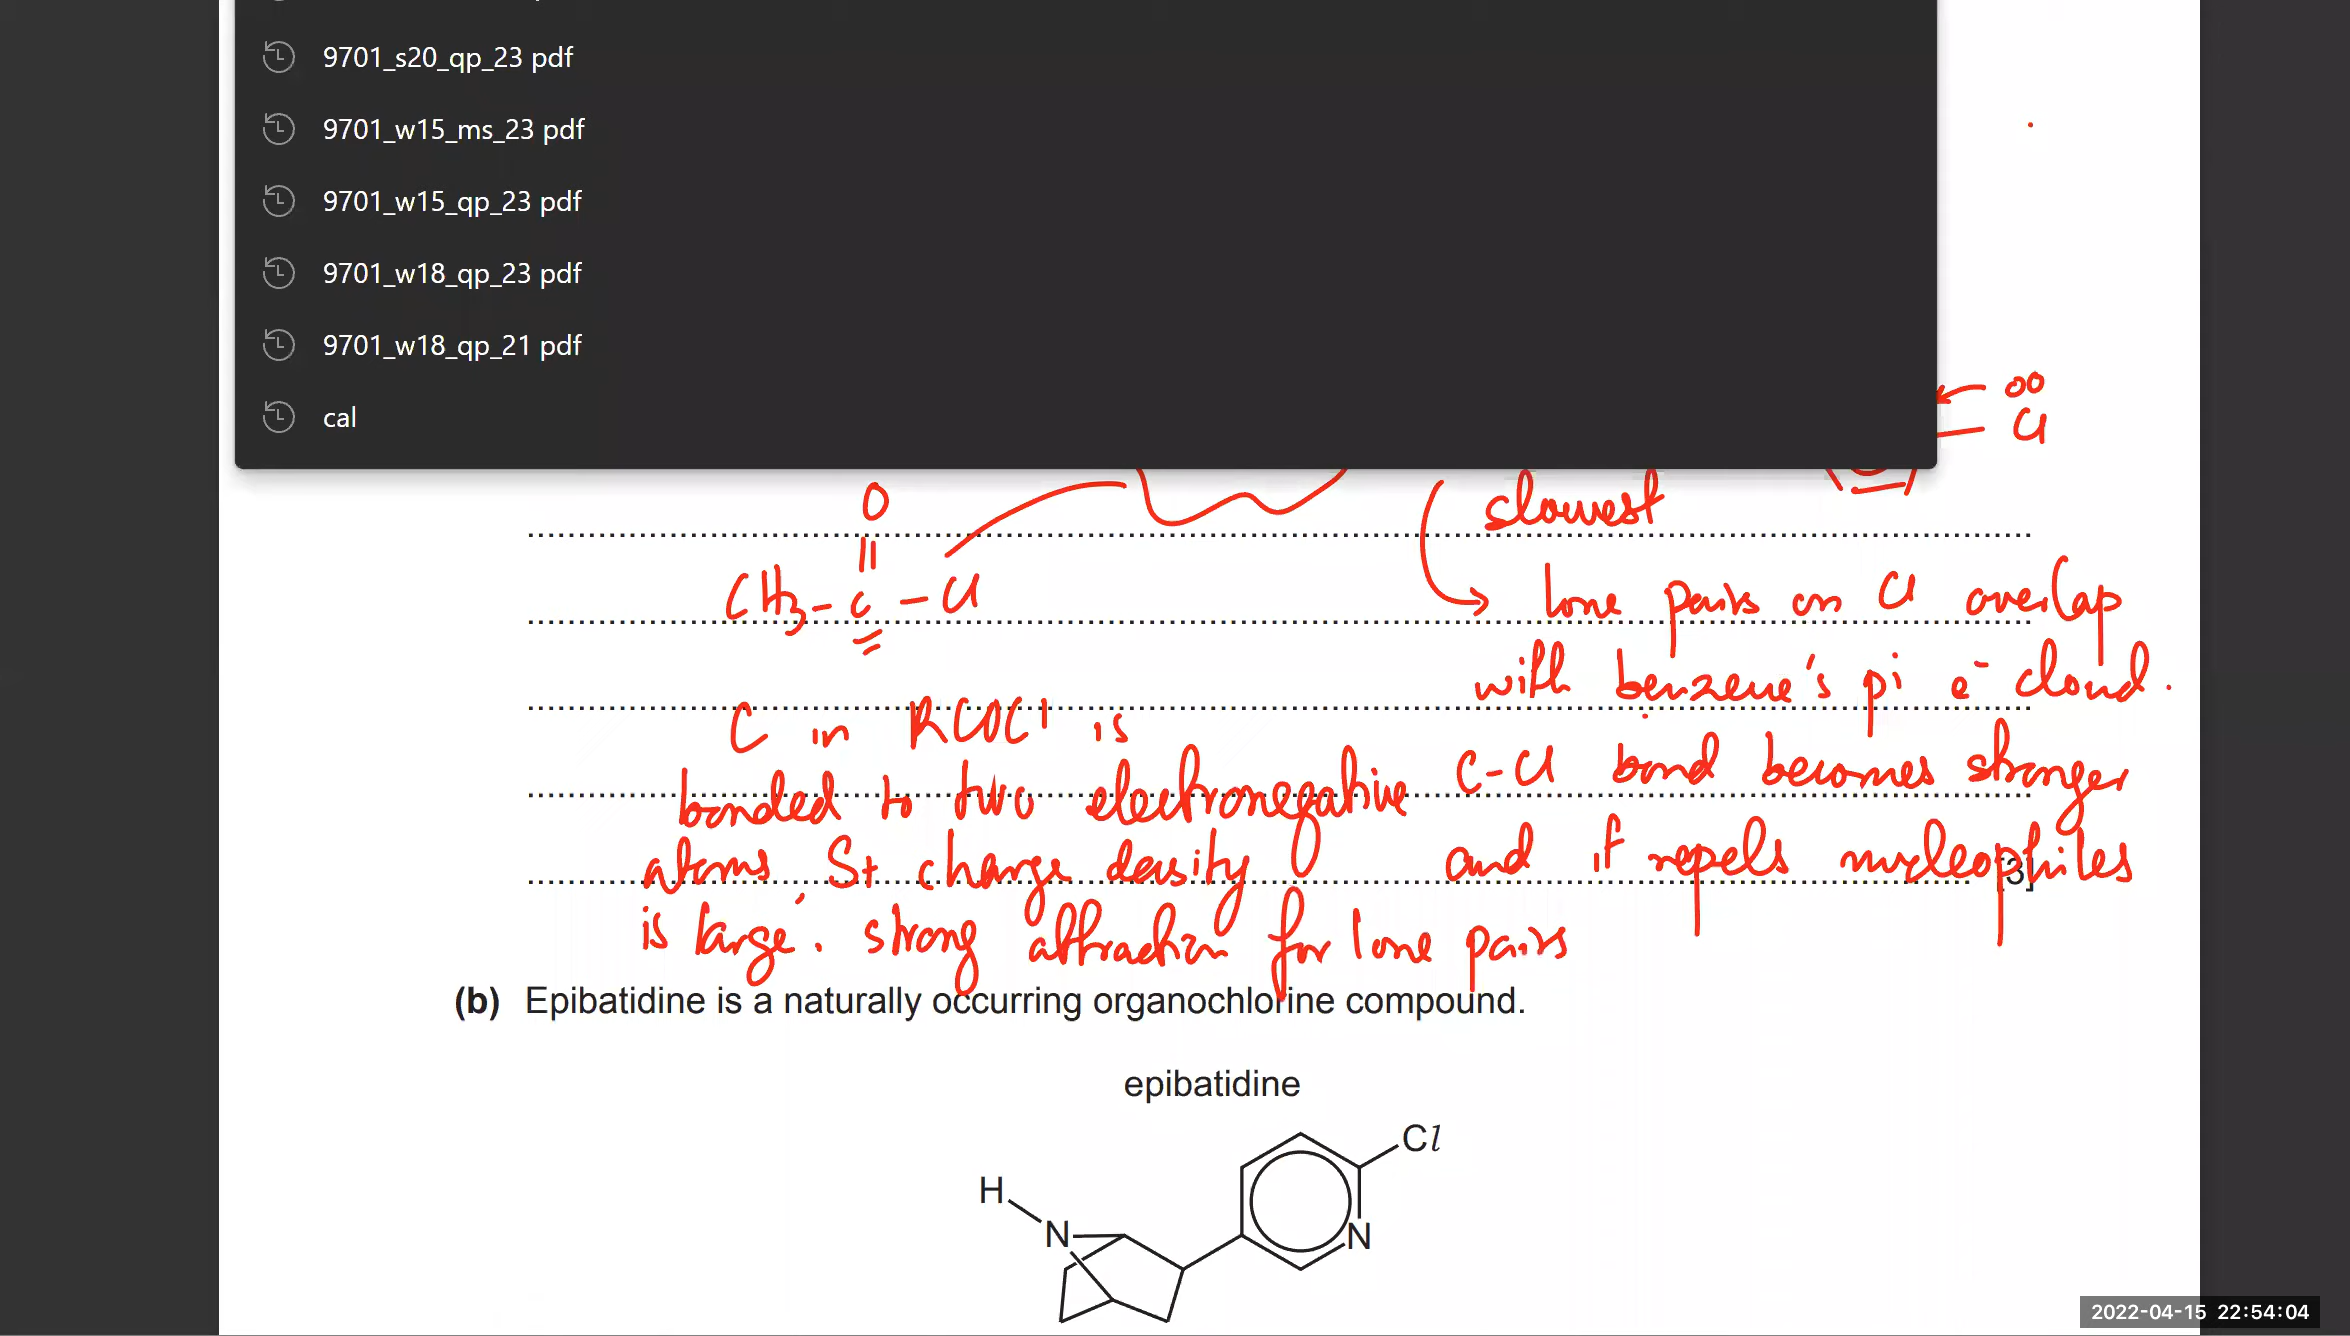 9701_s20_qp_23 pdf
9701_w15_ms_23 pdf
9701_w15_qp_23 pdf
9701_w18_qp_23 pdf
9701_w18_qp_21 pdf
cal
Cl
slowest
O
CH3 - C - Cl
lone pairs on Cl overlap
with benzene's pi e- cloud.
C-Cl bond becomes stronger
and it repels nucleophiles
[3]
C in RCOCl is
bonded to two electronegative
atoms. S+ charge density
is large. strong attraction for lone pairs
(b) Epibatidine is a naturally occurring organochlorine compound.
epibatidine
Cl
H
N
N
2022-04-15 22:54:04